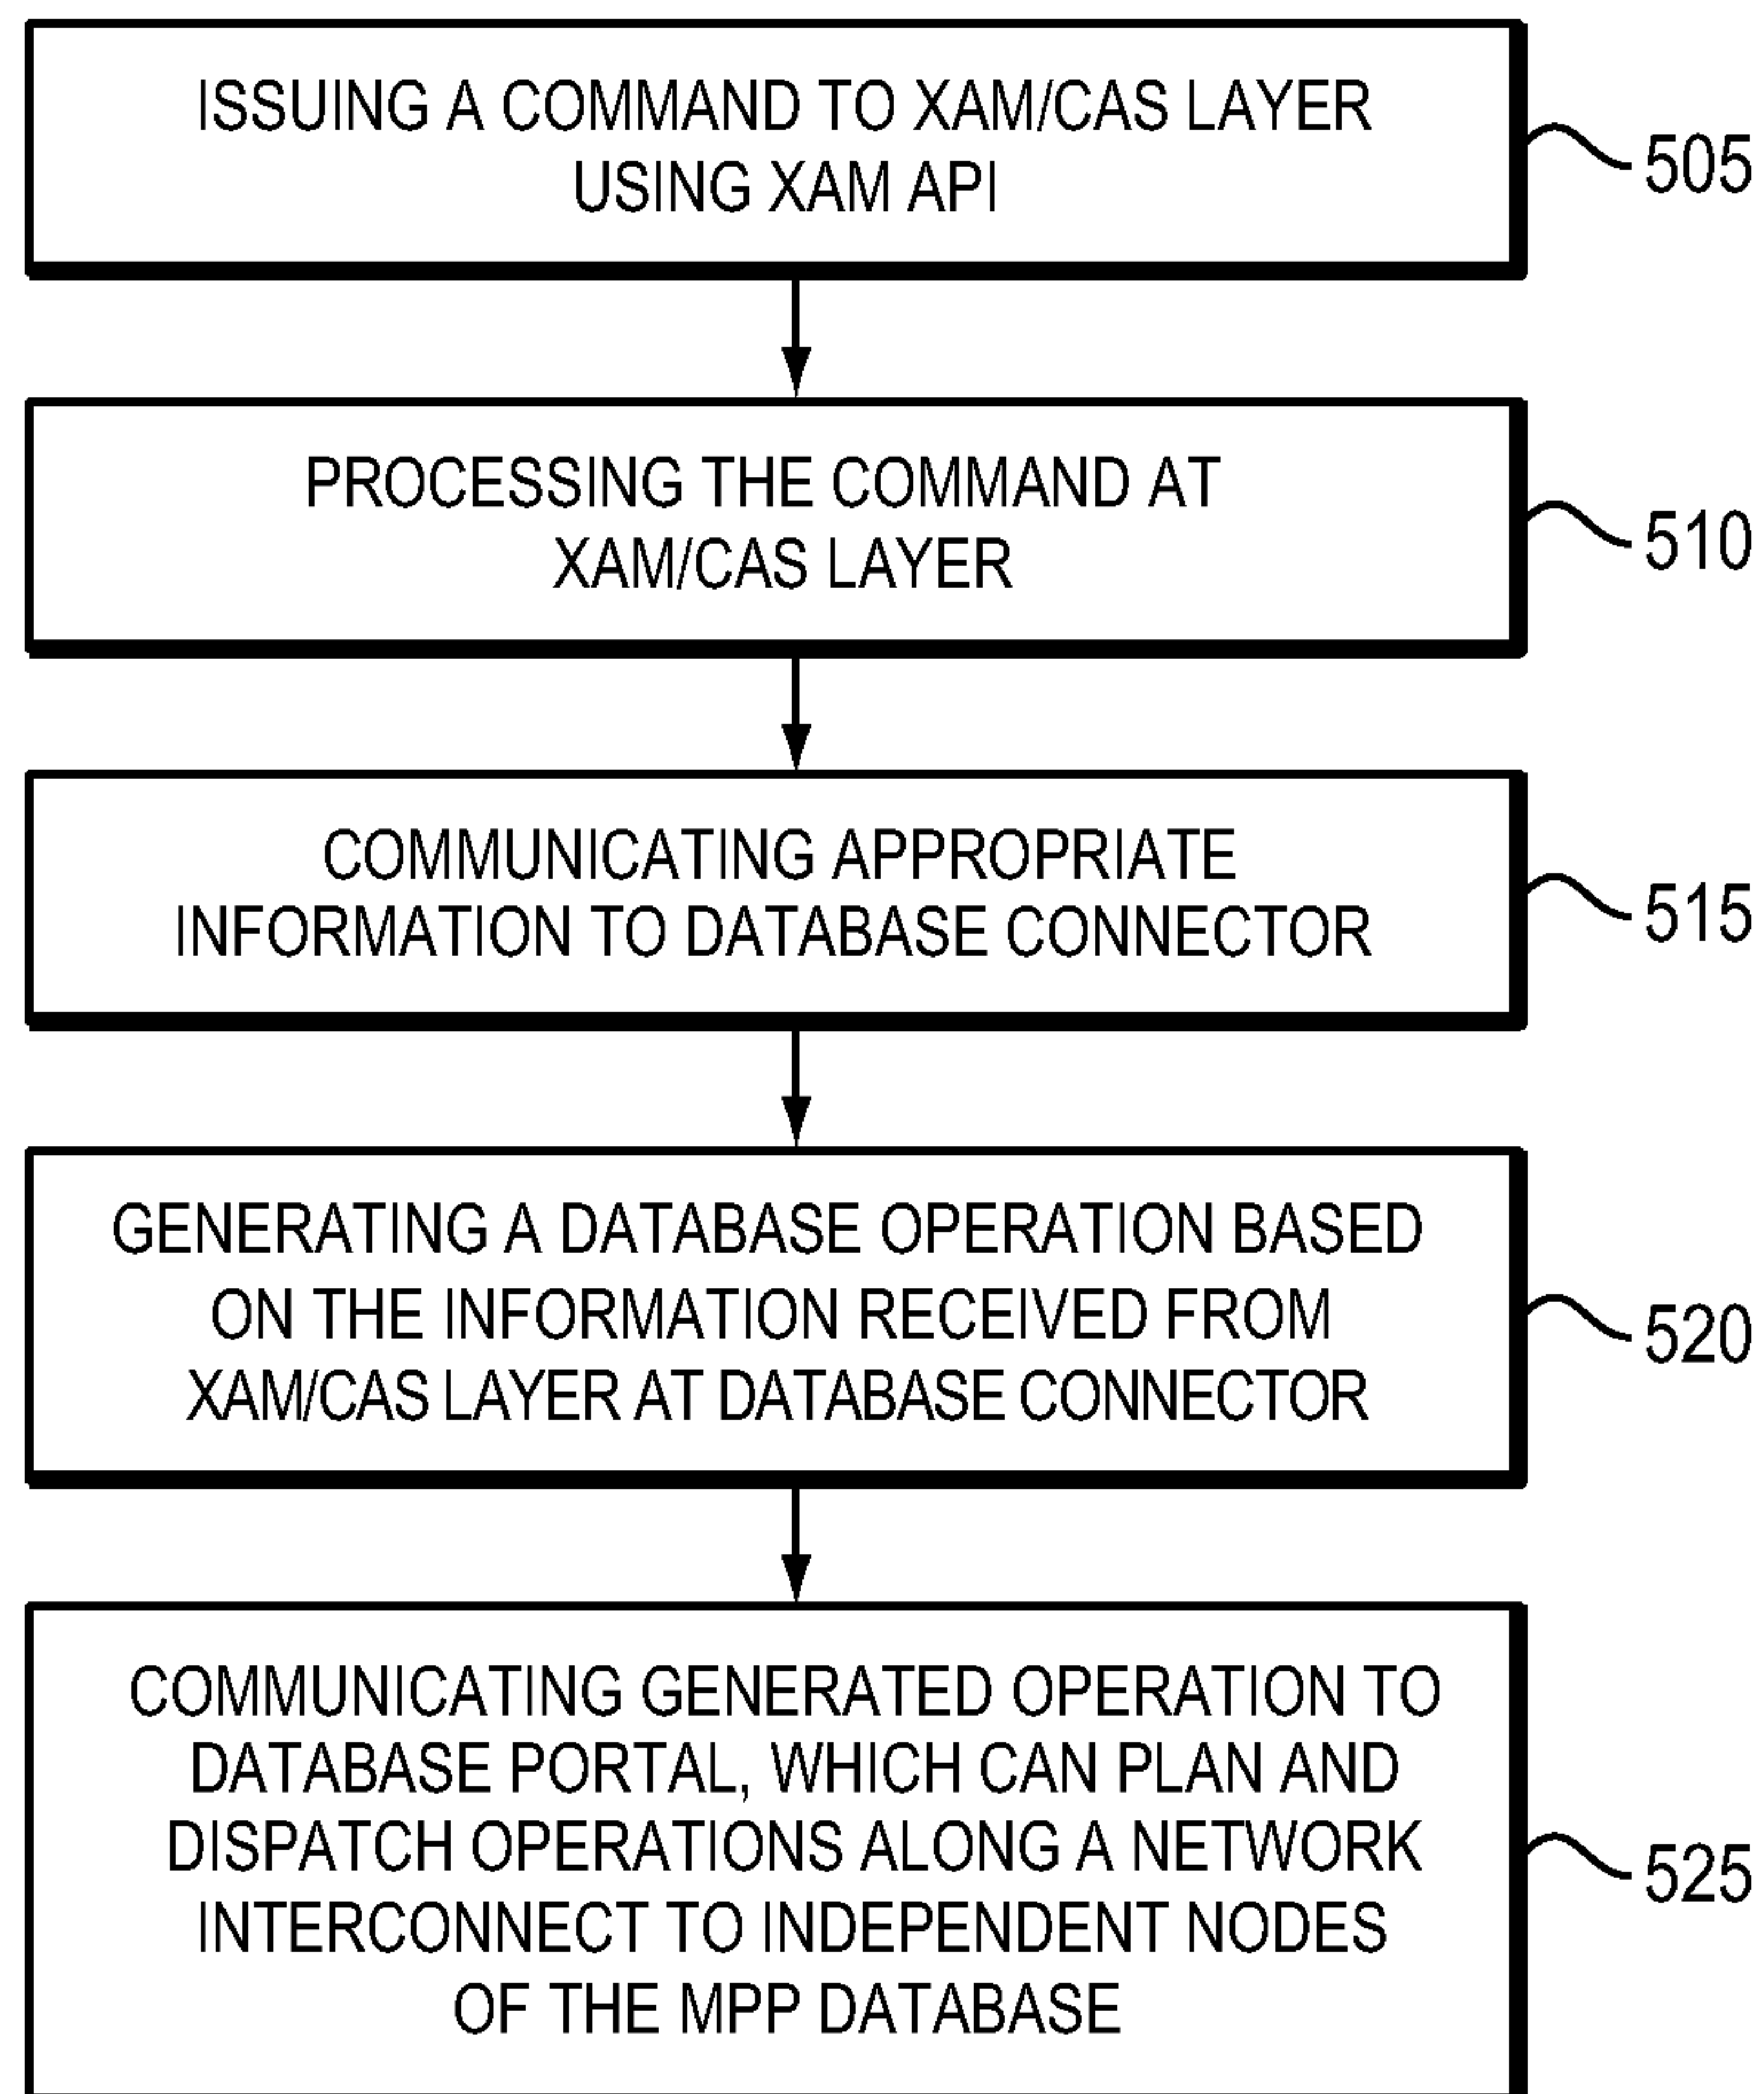 ISSUING A COMMAND TO XAM/CAS LAYER
USING XAM API
505
PROCESSING THE COMMAND AT
XAM/CAS LAYER
510
COMMUNICATING APPROPRIATE
INFORMATION TO DATABASE CONNECTOR
515
GENERATING A DATABASE OPERATION BASED
ON THE INFORMATION RECEIVED FROM
XAM/CAS LAYER AT DATABASE CONNECTOR
520
COMMUNICATING GENERATED OPERATION TO
DATABASE PORTAL, WHICH CAN PLAN AND
DISPATCH OPERATIONS ALONG A NETWORK
INTERCONNECT TO INDEPENDENT NODES
OF THE MPP DATABASE
525